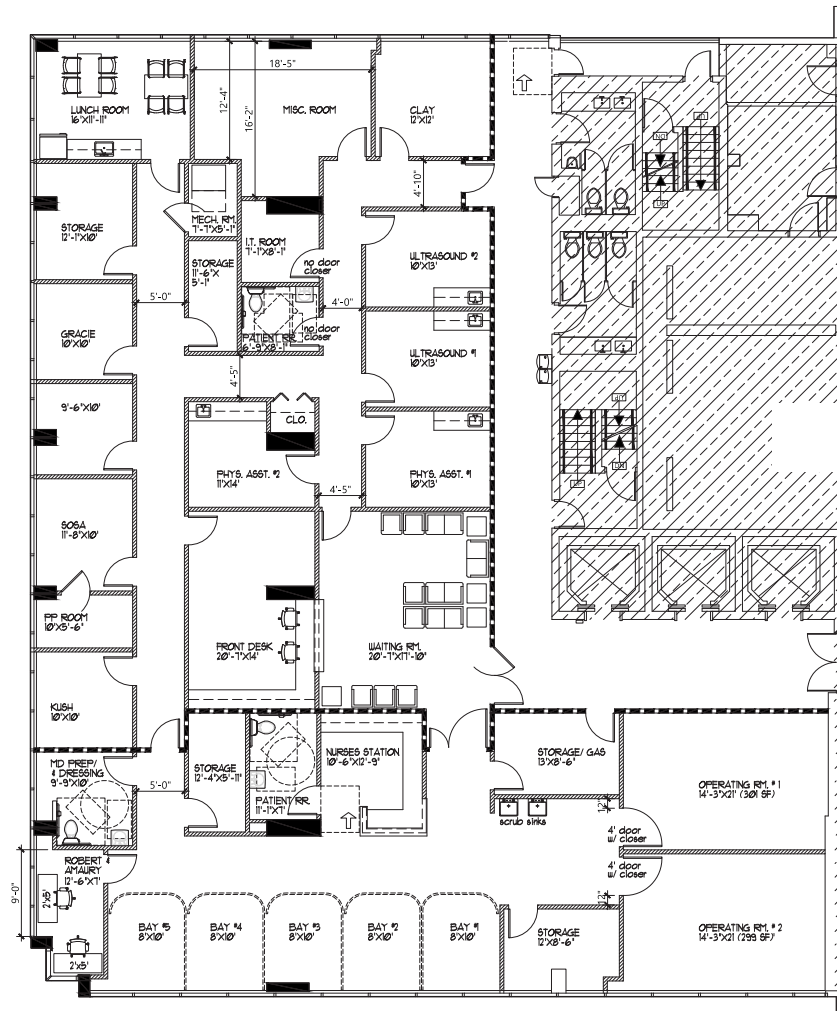 LUNCH ROOM
16'X11'-11"
18'-5"
12'-4"
16'-2"
MISC. ROOM
CLAY
12'X12'
4'-10"
STORAGE
12'-1"X10'
MECH. RM.
7'-7"X5'-1"
I.T. ROOM
7'-1"X8'-1"
STORAGE
11'-6"X
5'-1"
no door
closer
ULTRASOUND #2
10'X13'
5'-0"
4'-0"
GRACIE
10'X10'
PATIENT RR.
6'-9"X8'-1"
no door
closer
ULTRASOUND #1
10'X13'
4'-5"
9'-6"X10'
CLO.
PHYS. ASST. #2
11'X14'
PHYS. ASST. #1
10'X13'
4'-5"
SOSA
11'-8"X10'
PP ROOM
10'X5'-6"
FRONT DESK
20'-7"X14'
WAITING RM.
20'-7"X17'-10"
KUSH
10'X10'
DN
UP
UP
UP
DN
UP
MD PREP/
& DRESSING
9'-9"X10'
5'-0"
STORAGE
12'-4"X5'-11"
PATIENT RR.
11'-1"X7'
NURSES STATION
10'-6"X12'-9"
STORAGE/ GAS
13'X8'-6"
OPERATING RM. # 1
14'-3"X21' (301 SF)
scrub sinks
12"
4' door
w/ closer
4' door
w/ closer
12"
ROBERT &
AMAURY
12'-6"X7'
9'-0"
2'x5'
2'x5'
BAY #5
8'X10'
BAY #4
8'X10'
BAY #3
8'X10'
BAY #2
8'X10'
BAY #1
8'X10'
STORAGE
12'X8'-6"
OPERATING RM. # 2
14'-3"X21 (299 SF)'